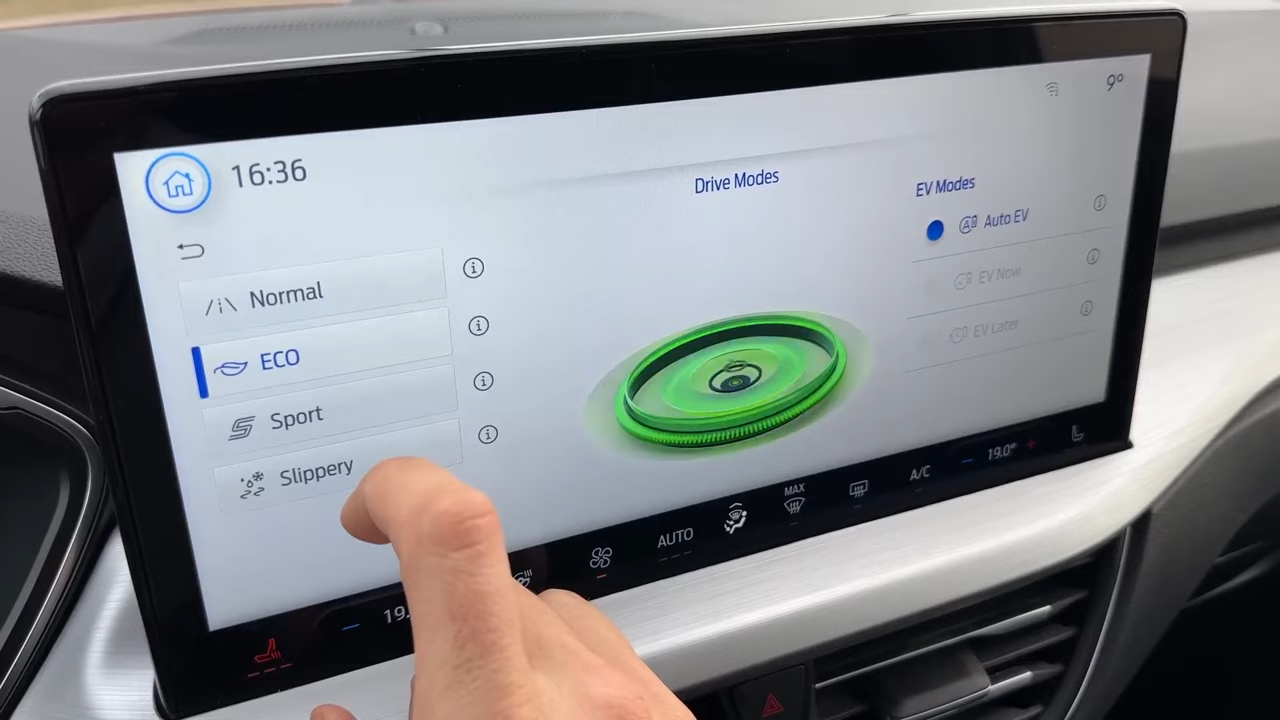 16:36
9°
Drive Modes
Normal
ECO
Sport
Slippery
EV Modes
Auto EV
EV Now
EV Later
19.
AUTO
MAX
A/C
19.0°